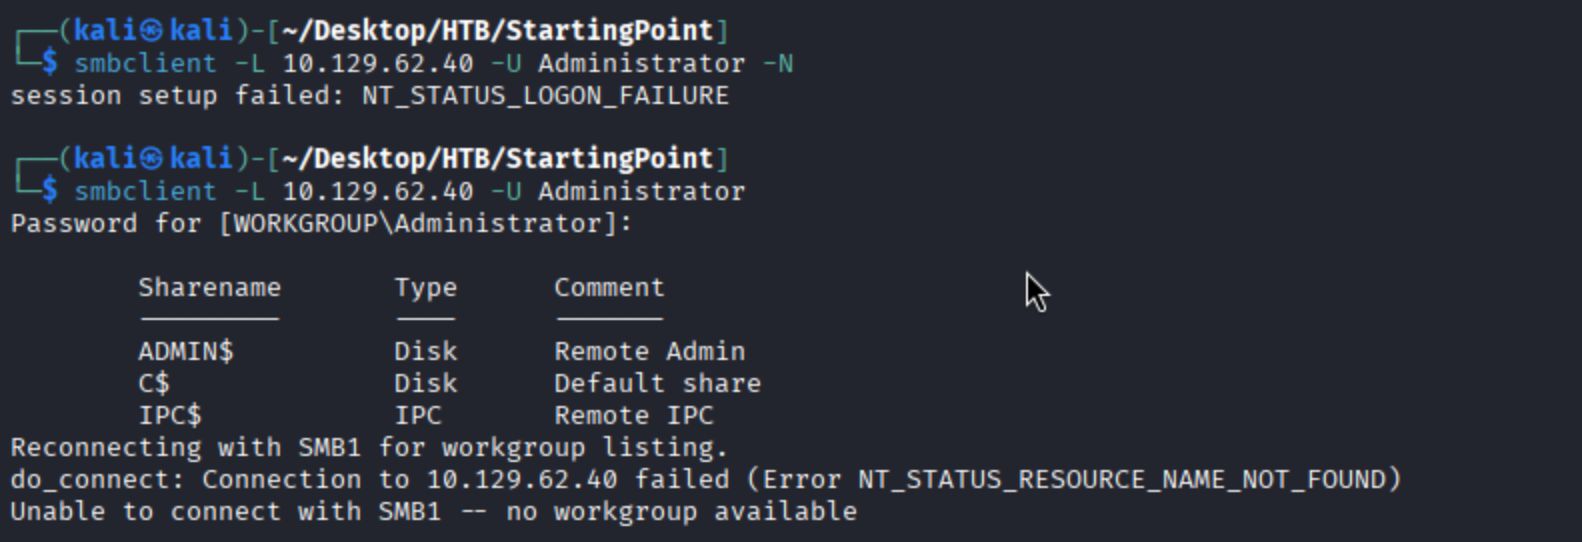 ┌──(kali㉿kali)-[~/Desktop/HTB/StartingPoint]
└─$ smbclient -L 10.129.62.40 -U Administrator -N
session setup failed: NT_STATUS_LOGON_FAILURE
┌──(kali㉿kali)-[~/Desktop/HTB/StartingPoint]
└─$ smbclient -L 10.129.62.40 -U Administrator
Password for [WORKGROUP\Administrator]:
Sharename Type Comment
--------- ---- -------
ADMIN$ Disk Remote Admin
C$ Disk Default share
IPC$ IPC Remote IPC
Reconnecting with SMB1 for workgroup listing.
do_connect: Connection to 10.129.62.40 failed (Error NT_STATUS_RESOURCE_NAME_NOT_FOUND)
Unable to connect with SMB1 -- no workgroup available